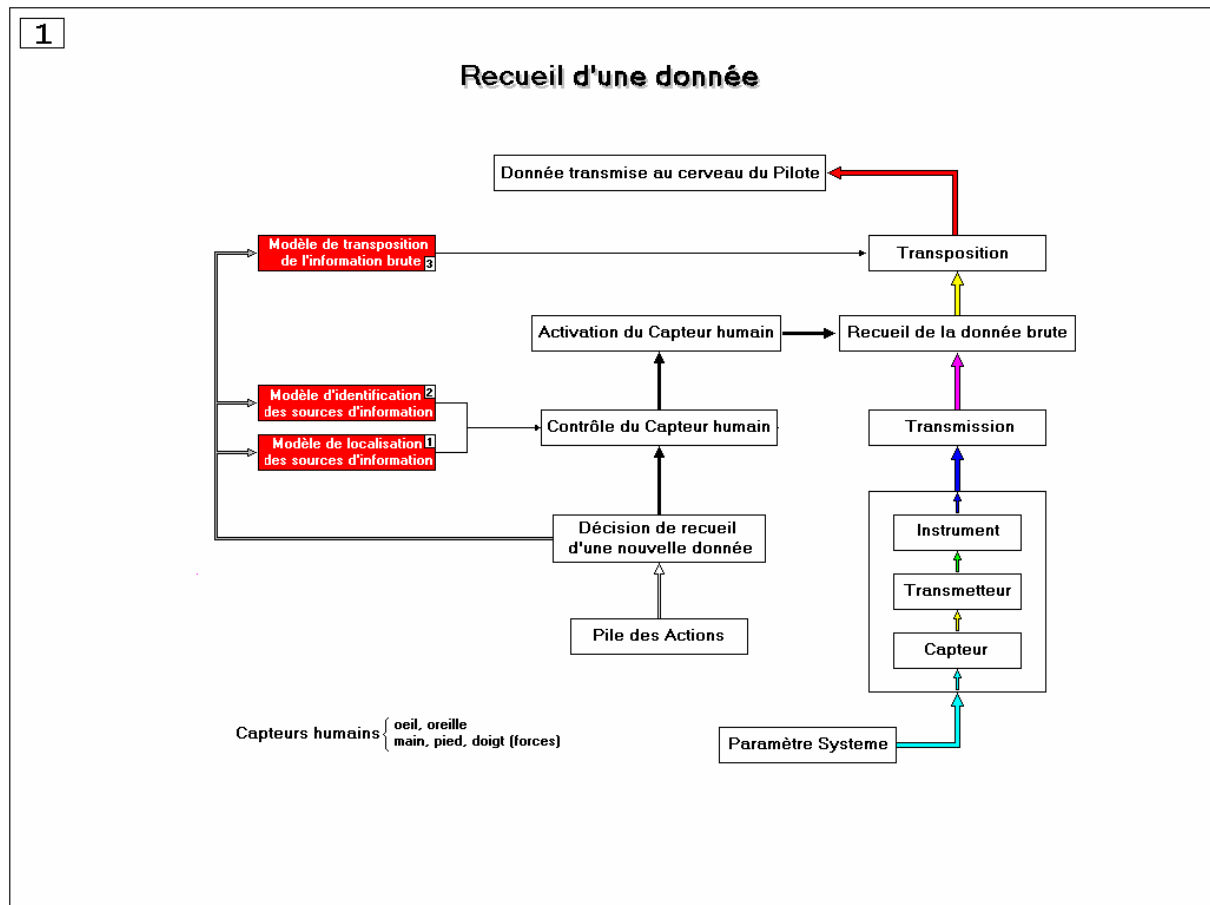 1
Recueil d'une donnée
Donnée transmise au cerveau du Pilote
Modèle de transposition
de l'information brute
3
Transposition
Activation du Capteur humain
Recueil de la donnée brute
Modèle d'identification
des sources d'information
2
Modèle de localisation
des sources d'information
1
Contrôle du Capteur humain
Transmission
Décision de recueil
d'une nouvelle donnée
Instrument
Transmetteur
Pile des Actions
Capteur
Capteurs humains
oeil, oreille
main, pied, doigt (forces)
Paramètre Systeme